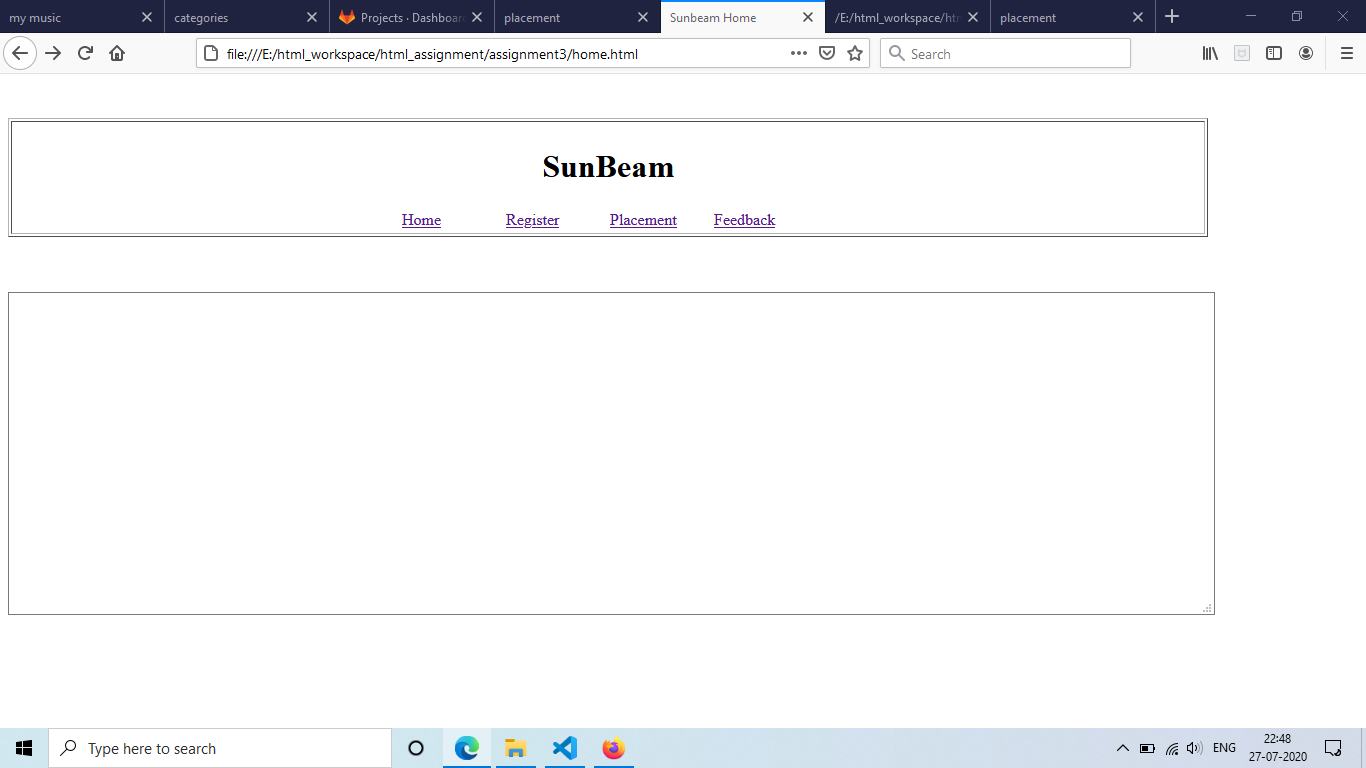 my music
categories
Projects · Dashboar
placement
Sunbeam Home
/E:/html_workspace/htm
placement
file:///E:/html_workspace/html_assignment/assignment3/home.html
Search
SunBeam
Home Register Placement Feedback
Type here to search
ENG
22:48
27-07-2020